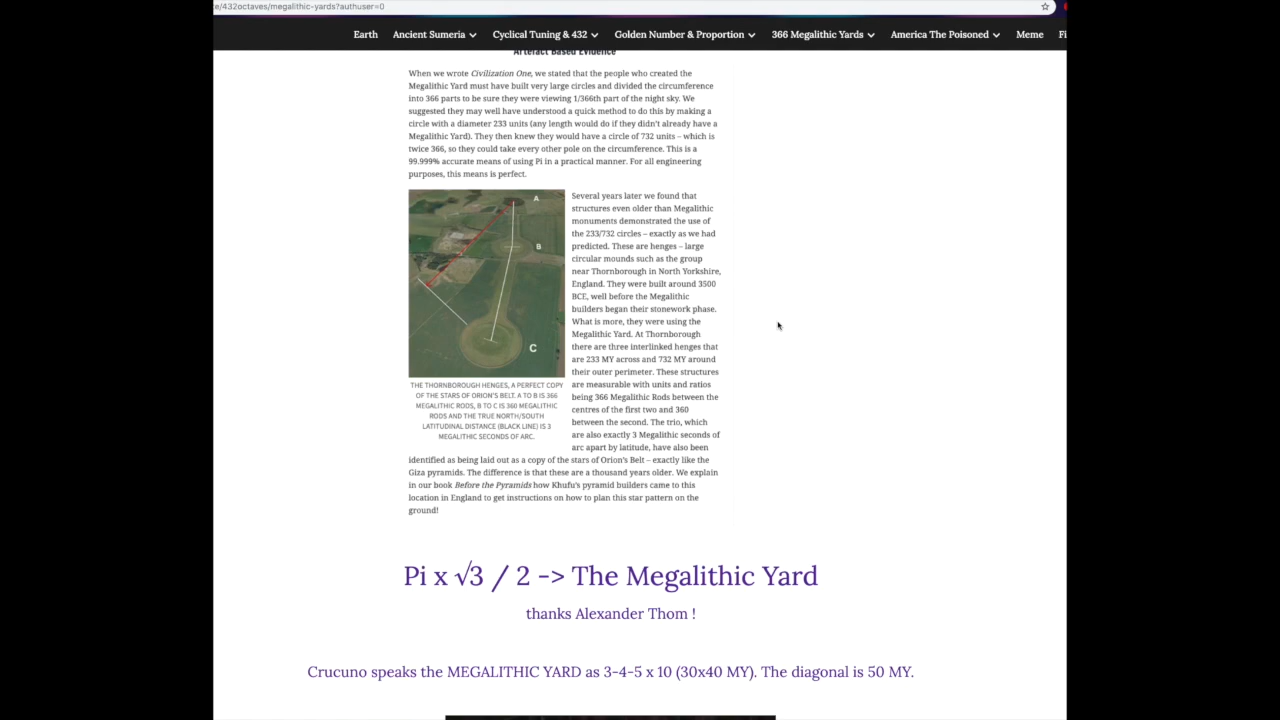 e/432octaves/megalithic-yards?authuser=0
Earth Ancient Sumeria Cyclical Tuning & 432 Golden Number & Proportion 366 Megalithic Yards America The Poisoned Meme Fi
Artefact Based Evidence
When we wrote Civilization One, we stated that the people who created the
Megalithic Yard must have built very large circles and divided the circumference
into 366 parts to be sure they were viewing 1/366th part of the night sky. We
suggested they may well have understood a quick method to do this by making a
circle with a diameter 233 units (any length would do if they didn't already have a
Megalithic Yard). They then knew they would have a circle of 732 units – which is
twice 366, so they could take every other pole on the circumference. This is a
99.999% accurate means of using Pi in a practical manner. For all engineering
purposes, this means is perfect.
A
B
C
THE THORNBOROUGH HENGES, A PERFECT COPY
OF THE STARS OF ORION'S BELT. A TO B IS 366
MEGALITHIC RODS, B TO C IS 360 MEGALITHIC
RODS AND THE TRUE NORTH/SOUTH
LATITUDINAL DISTANCE (BLACK LINE) IS 3
MEGALITHIC SECONDS OF ARC.
Several years later we found that
structures even older than Megalithic
monuments demonstrated the use of
the 233/732 circles – exactly as we had
predicted. These are henges – large
circular mounds such as the group
near Thornborough in North Yorkshire,
England. They were built around 3500
BCE, well before the Megalithic
builders began their stonework phase.
What is more, they were using the
Megalithic Yard. At Thornborough
there are three interlinked henges that
are 233 MY across and 732 MY around
their outer perimeter. These structures
are measurable with units and ratios
being 366 Megalithic Rods between the
centres of the first two and 360
between the second. The trio, which
are also exactly 3 Megalithic seconds of
arc apart by latitude, have also been
identified as being laid out as a copy of the stars of Orion's Belt – exactly like the
Giza pyramids. The difference is that these are a thousand years older. We explain
in our book Before the Pyramids how Khufu's pyramid builders came to this
location in England to get instructions on how to plan this star pattern on the
ground!
Pi x √3 / 2 -> The Megalithic Yard
thanks Alexander Thom !
Crucuno speaks the MEGALITHIC YARD as 3-4-5 x 10 (30x40 MY). The diagonal is 50 MY.